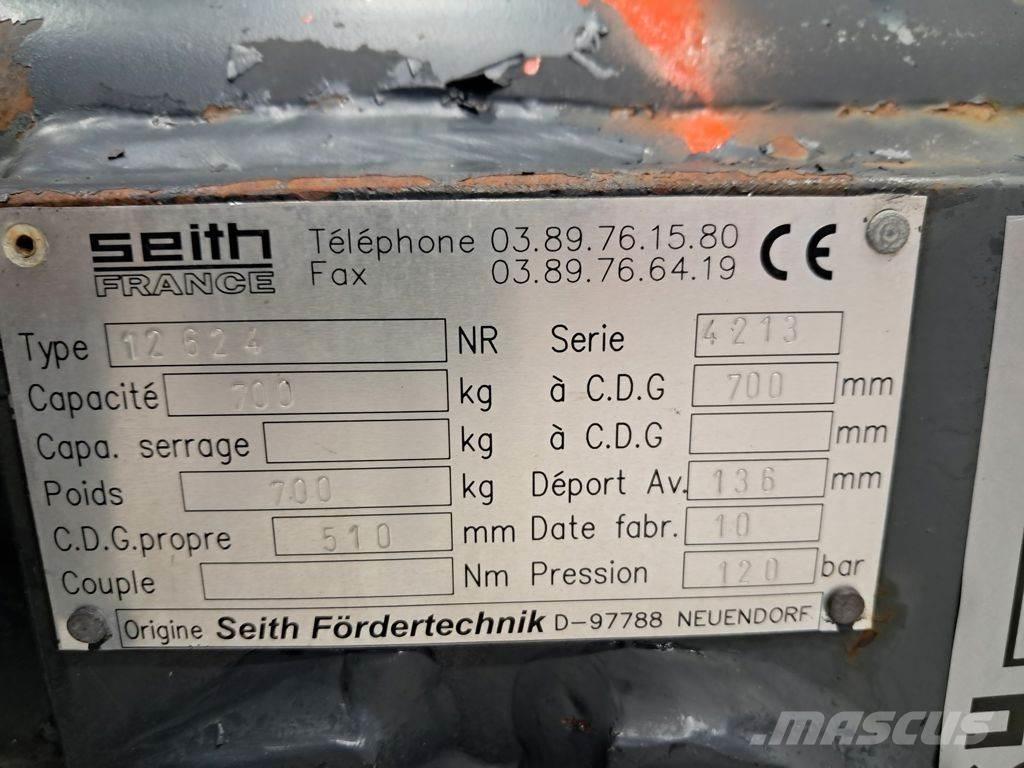 seith FRANCE
Téléphone 03.89.76.15.80
Fax 03.89.76.64.19
CE
Type 12624 NR Serie 4213
Capacité 700 kg à C.D.G 700 mm
Capa. serrage kg à C.D.G mm
Poids 700 kg Déport Av. 136 mm
C.D.G.propre 510 mm Date fabr. 10
Couple Nm Pression 120 bar
Origine Seith Fördertechnik D-97788 NEUENDORF
MASCUS